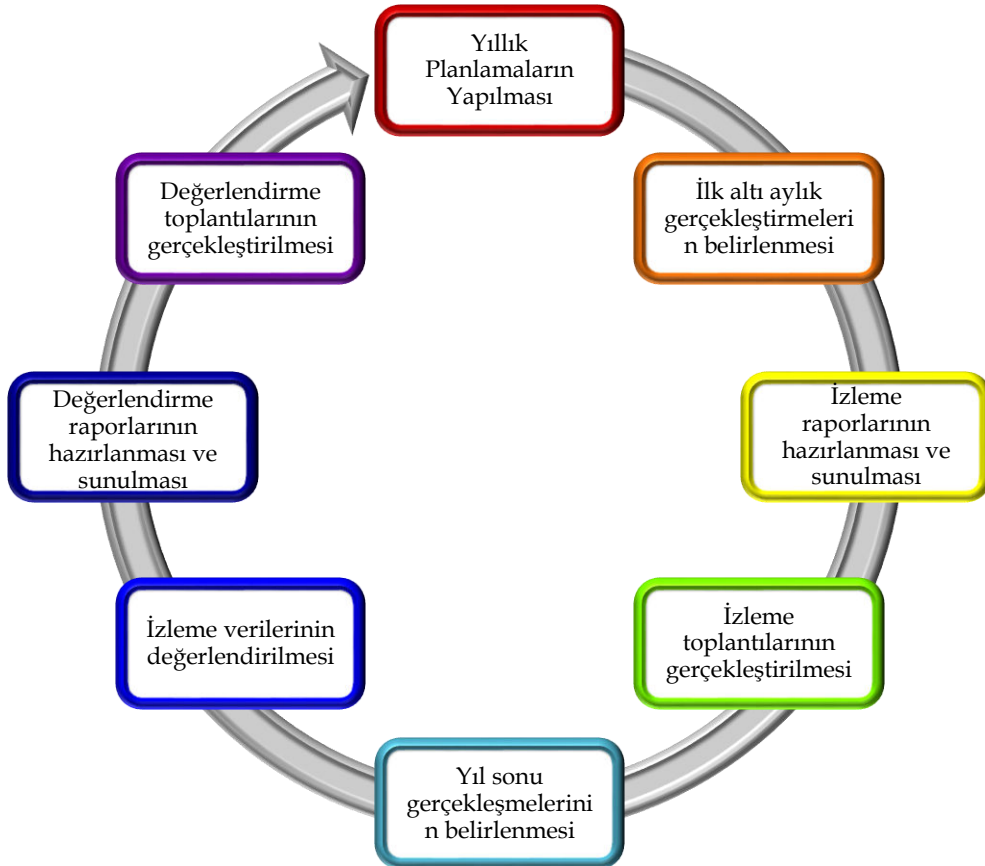 Yıllık
Planlamaların
Yapılması
İlk altı aylık
gerçekleştirmeleri
n belirlenmesi
İzleme
raporlarının
hazırlanması ve
sunulması
İzleme
toplantılarının
gerçekleştirilmesi
Yıl sonu
gerçekleşmelerini
n belirlenmesi
İzleme verilerinin
değerlendirilmesi
Değerlendirme
raporlarının
hazırlanması ve
sunulması
Değerlendirme
toplantılarının
gerçekleştirilmesi